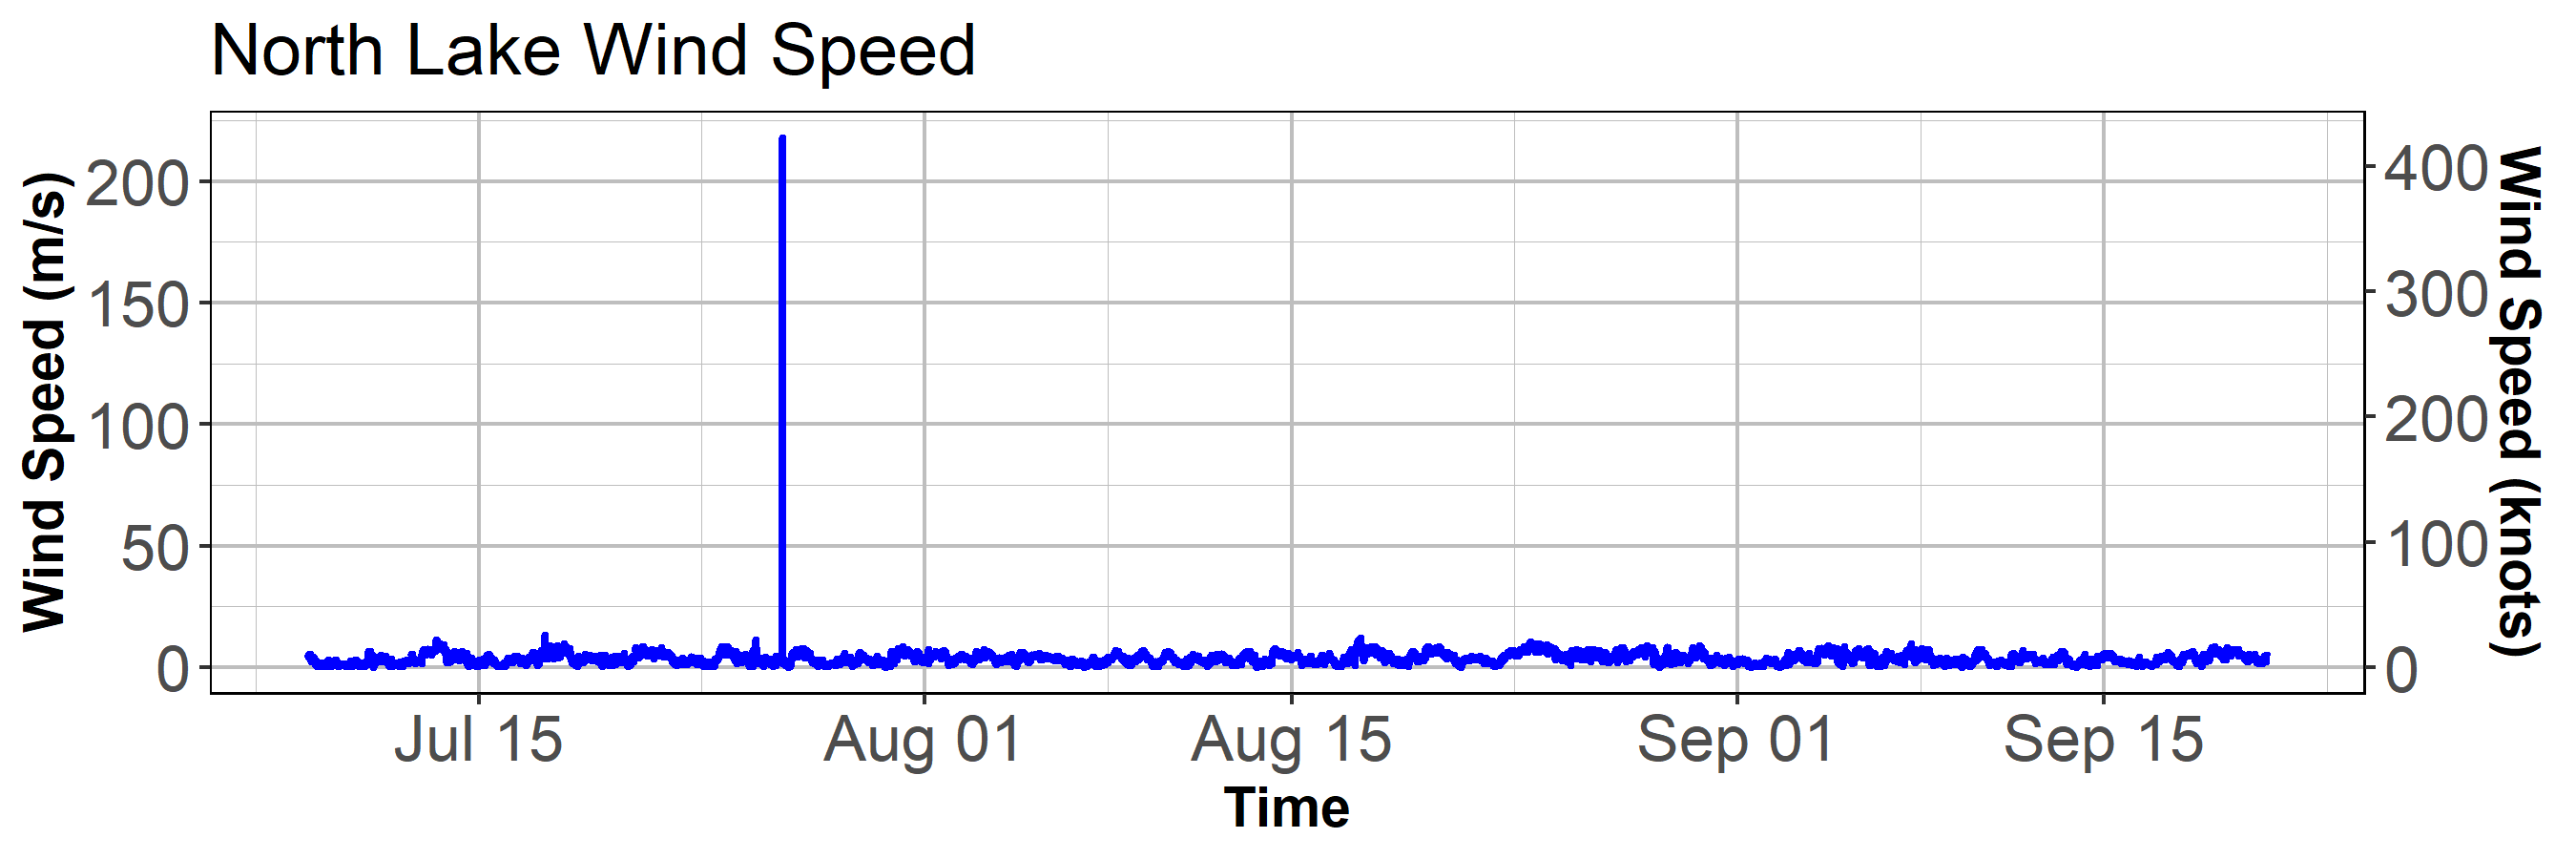 North Lake Wind Speed
Wind Speed (m/s)
200
150
100
50
0
400
300
200
100
0
Wind Speed (knots)
Jul 15 Aug 01 Aug 15 Sep 01 Sep 15
Time